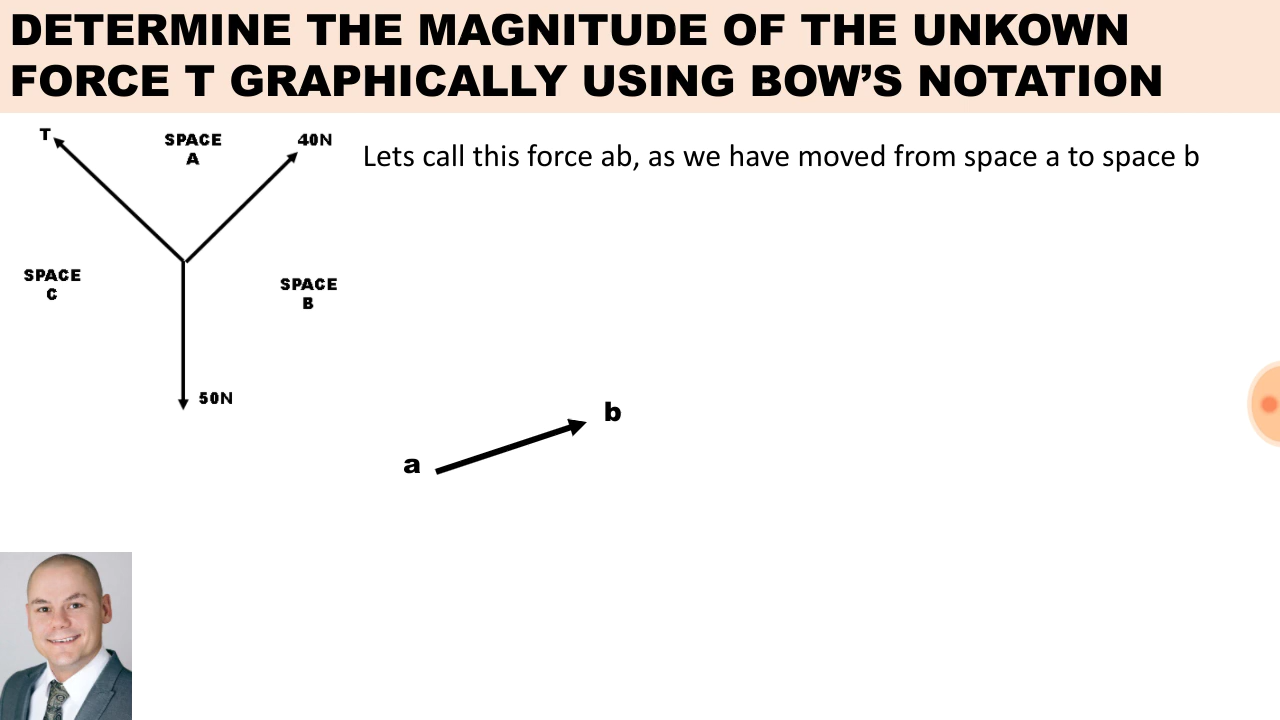 DETERMINE THE MAGNITUDE OF THE UNKOWN
FORCE T GRAPHICALLY USING BOW’S NOTATION
T
SPACE
A
40N
Lets call this force ab, as we have moved from space a to space b
SPACE
C
SPACE
B
50N
b
a